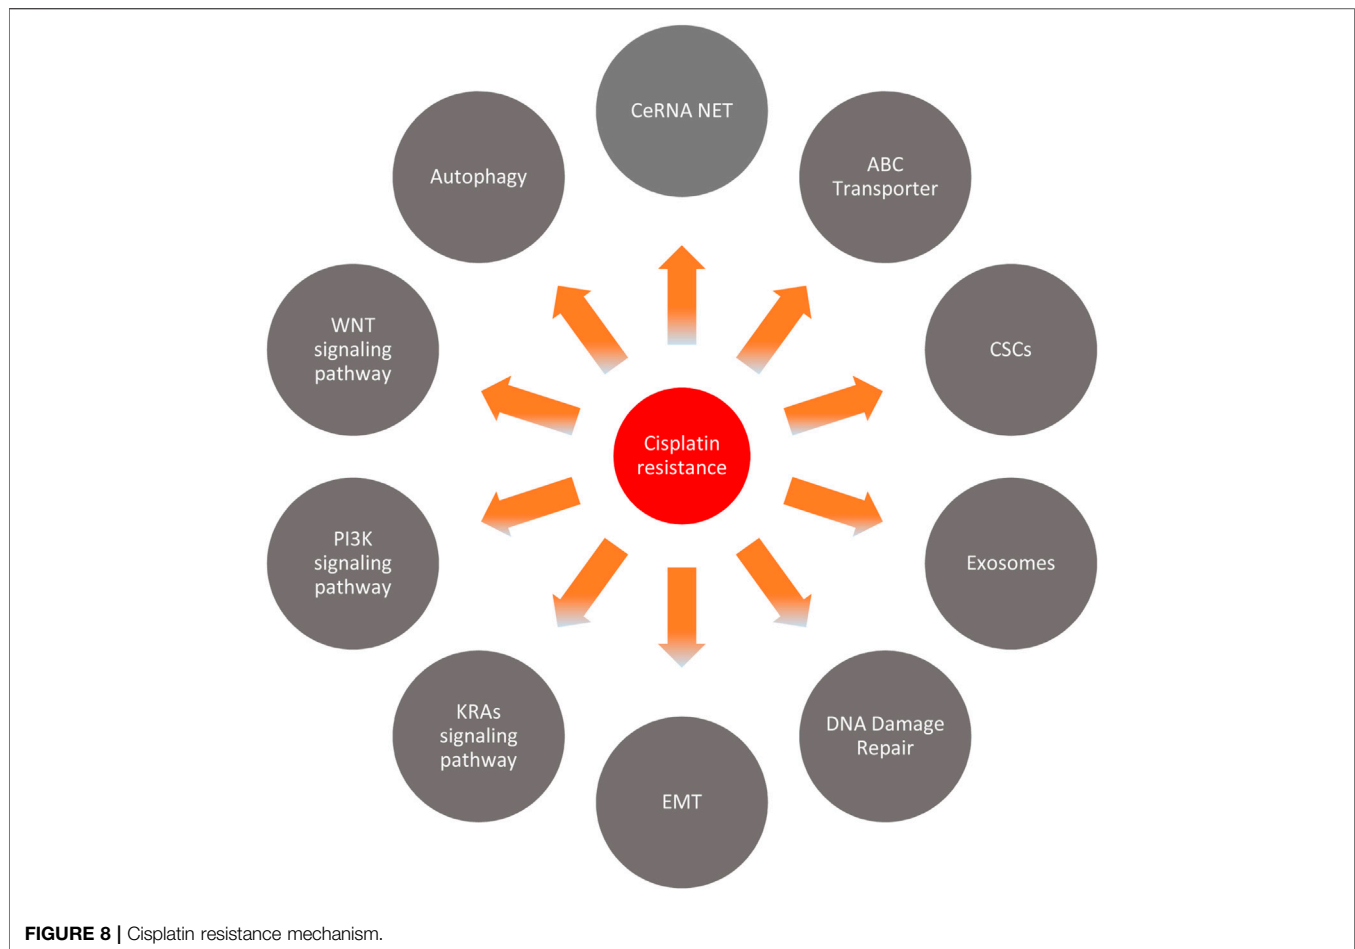 CeRNA NET
ABC
Transporter
CSCs
Exosomes
DNA Damage
Repair
EMT
KRAs
signaling
pathway
PI3K
signaling
pathway
WNT
signaling
pathway
Autophagy
Cisplatin
resistance
FIGURE 8 | Cisplatin resistance mechanism.